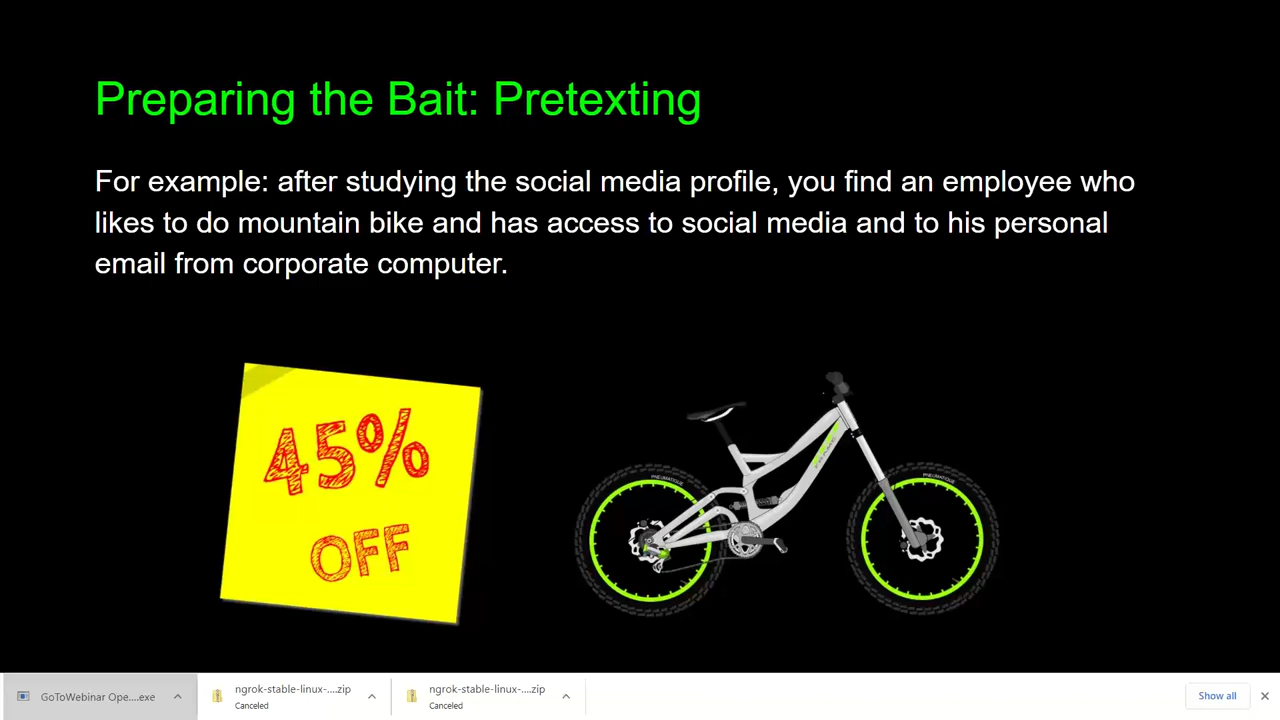 Preparing the Bait: Pretexting
For example: after studying the social media profile, you find an employee who
likes to do mountain bike and has access to social media and to his personal
email from corporate computer.
45%
OFF
PNEUMATIQUE
PNEUMATIQUE
GoToWebinar Ope....exe
ngrok-stable-linux-....zip
Canceled
ngrok-stable-linux-....zip
Canceled
Show all